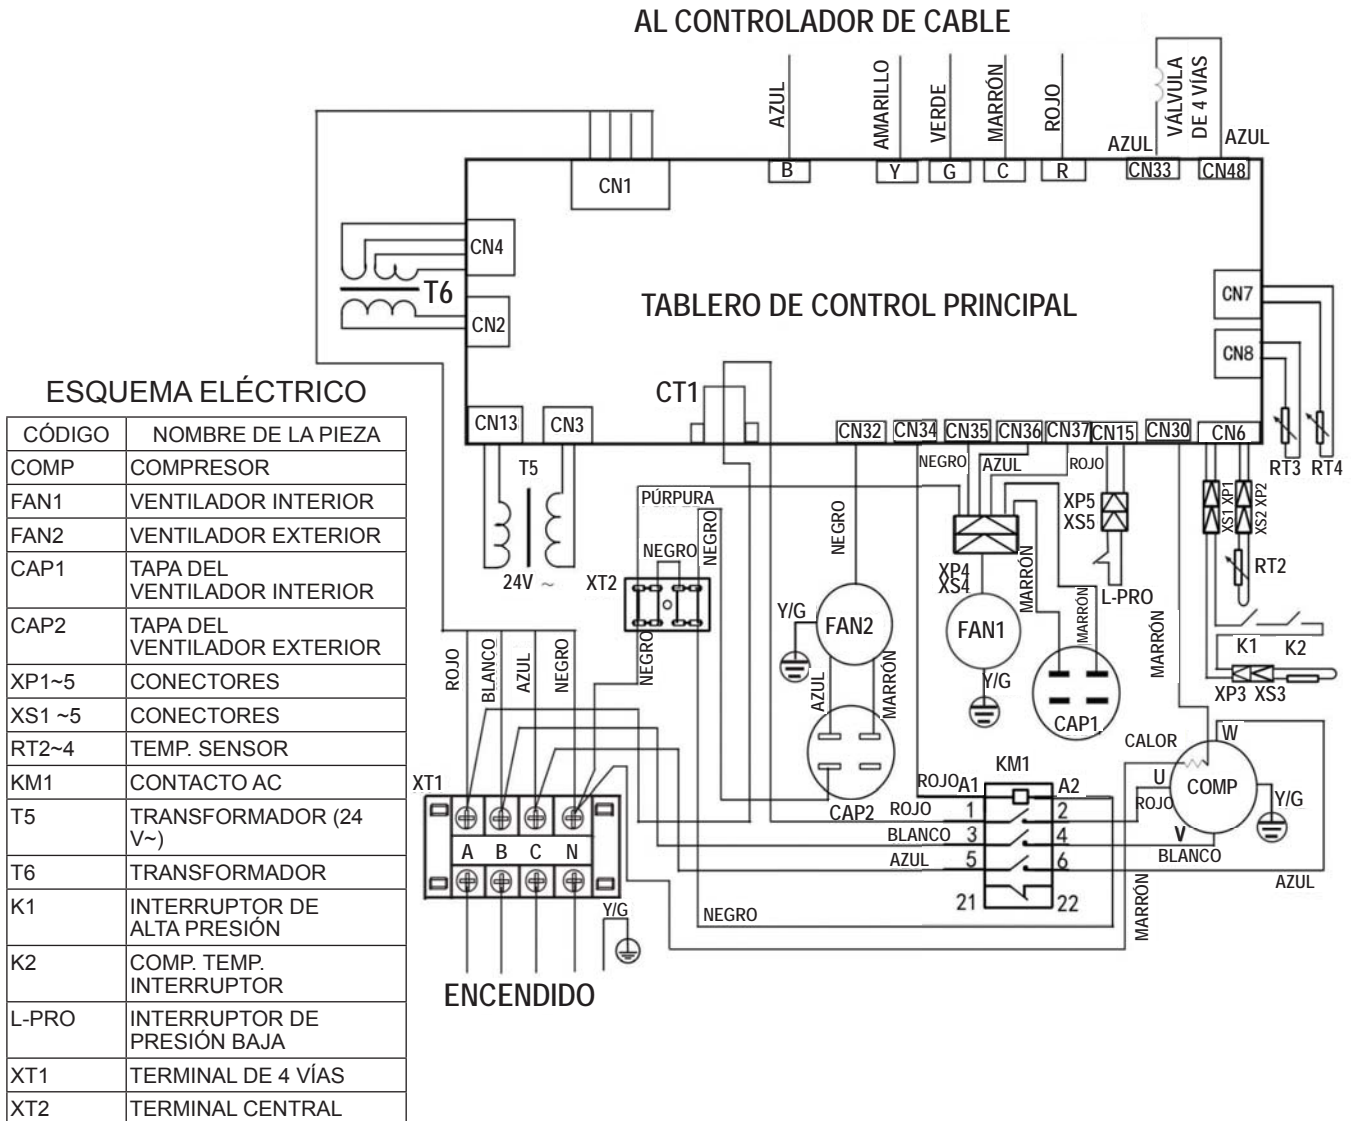 AL CONTROLADOR DE CABLE
AZUL
AMARILLO
VERDE
MARRÓN
ROJO
AZUL
VÁLVULA
DE 4 VÍAS
AZUL
CN1
B
Y
G
C
R
CN33
CN48
CN4
T6
CN2
TABLERO DE CONTROL PRINCIPAL
CN7
CN8
CT1
CN13
CN3
CN32
CN34
CN35
CN36
CN37
CN15
CN30
CN6
RT3
RT4
T5
24V ~
NEGRO
AZUL
ROJO
PÚRPURA
NEGRO
NEGRO
XT2
NEGRO
NEGRO
XP4
XS4
MARRÓN
MARRÓN
XP5
XS5
L-PRO
MARRÓN
XS1 XP1
XS2 XP2
RT2
K1
K2
XP3
XS3
Y/G
FAN2
FAN1
Y/G
AZUL
MARRÓN
CAP2
CAP1
ROJO
BLANCO
AZUL
NEGRO
XT1
A
B
C
N
Y/G
ENCENDIDO
KM1
ROJO
A1
A2
ROJO
1
2
BLANCO
3
4
AZUL
5
6
21
22
NEGRO
MARRÓN
CALOR
U
ROJO
W
COMP
V
BLANCO
Y/G
AZUL
ESQUEMA ELÉCTRICO
CÓDIGO NOMBRE DE LA PIEZA
COMP COMPRESOR
FAN1 VENTILADOR INTERIOR
FAN2 VENTILADOR EXTERIOR
CAP1 TAPA DEL
VENTILADOR INTERIOR
CAP2 TAPA DEL
VENTILADOR EXTERIOR
XP1~5 CONECTORES
XS1 ~5 CONECTORES
RT2~4 TEMP. SENSOR
KM1 CONTACTO AC
T5 TRANSFORMADOR (24
V~)
T6 TRANSFORMADOR
K1 INTERRUPTOR DE
ALTA PRESIÓN
K2 COMP. TEMP.
INTERRUPTOR
L-PRO INTERRUPTOR DE
PRESIÓN BAJA
XT1 TERMINAL DE 4 VÍAS
XT2 TERMINAL CENTRAL